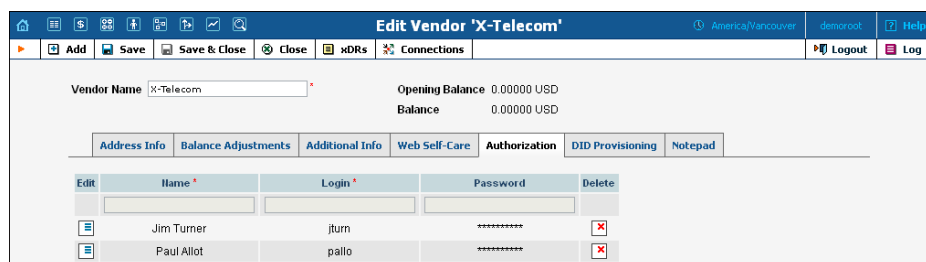 Edit Vendor 'X-Telecom' America/Vancouver demoroot ? Help
Add Save Save & Close Close xDRs Connections Logout Log
Vendor Name X-Telecom * Opening Balance 0.00000 USD
Balance 0.00000 USD
Address Info Balance Adjustments Additional Info Web Self-Care Authorization DID Provisioning Notepad
Edit Name * Login * Password Delete
Jim Turner jturn **********
Paul Allot pallo **********